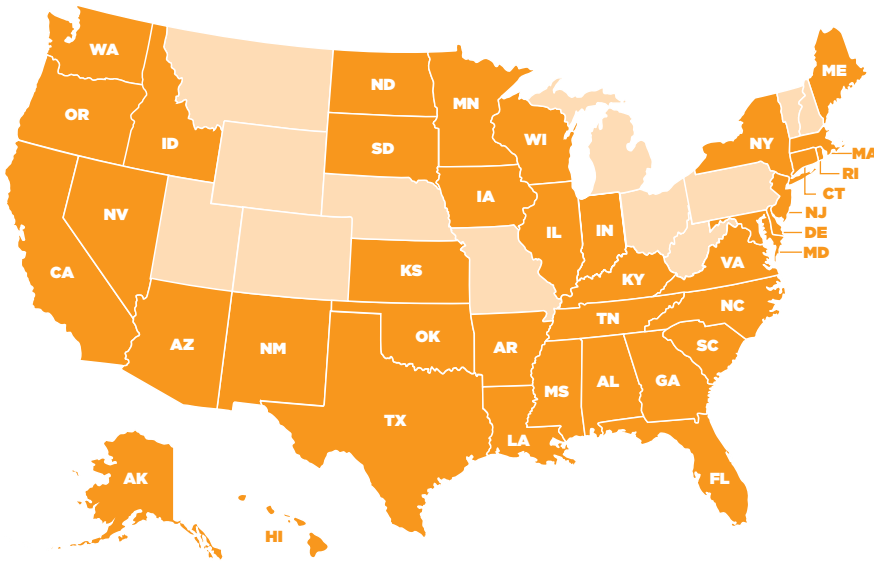 WA
ME
ND
MN
OR
WI
NY
ID
SD
MA
RI
IA
CT
NV
NJ
IL
IN
DE
MD
CA
KS
KY
VA
NC
TN
OK
AZ
NM
AR
SC
MS
AL
GA
TX
LA
AK
FL
HI